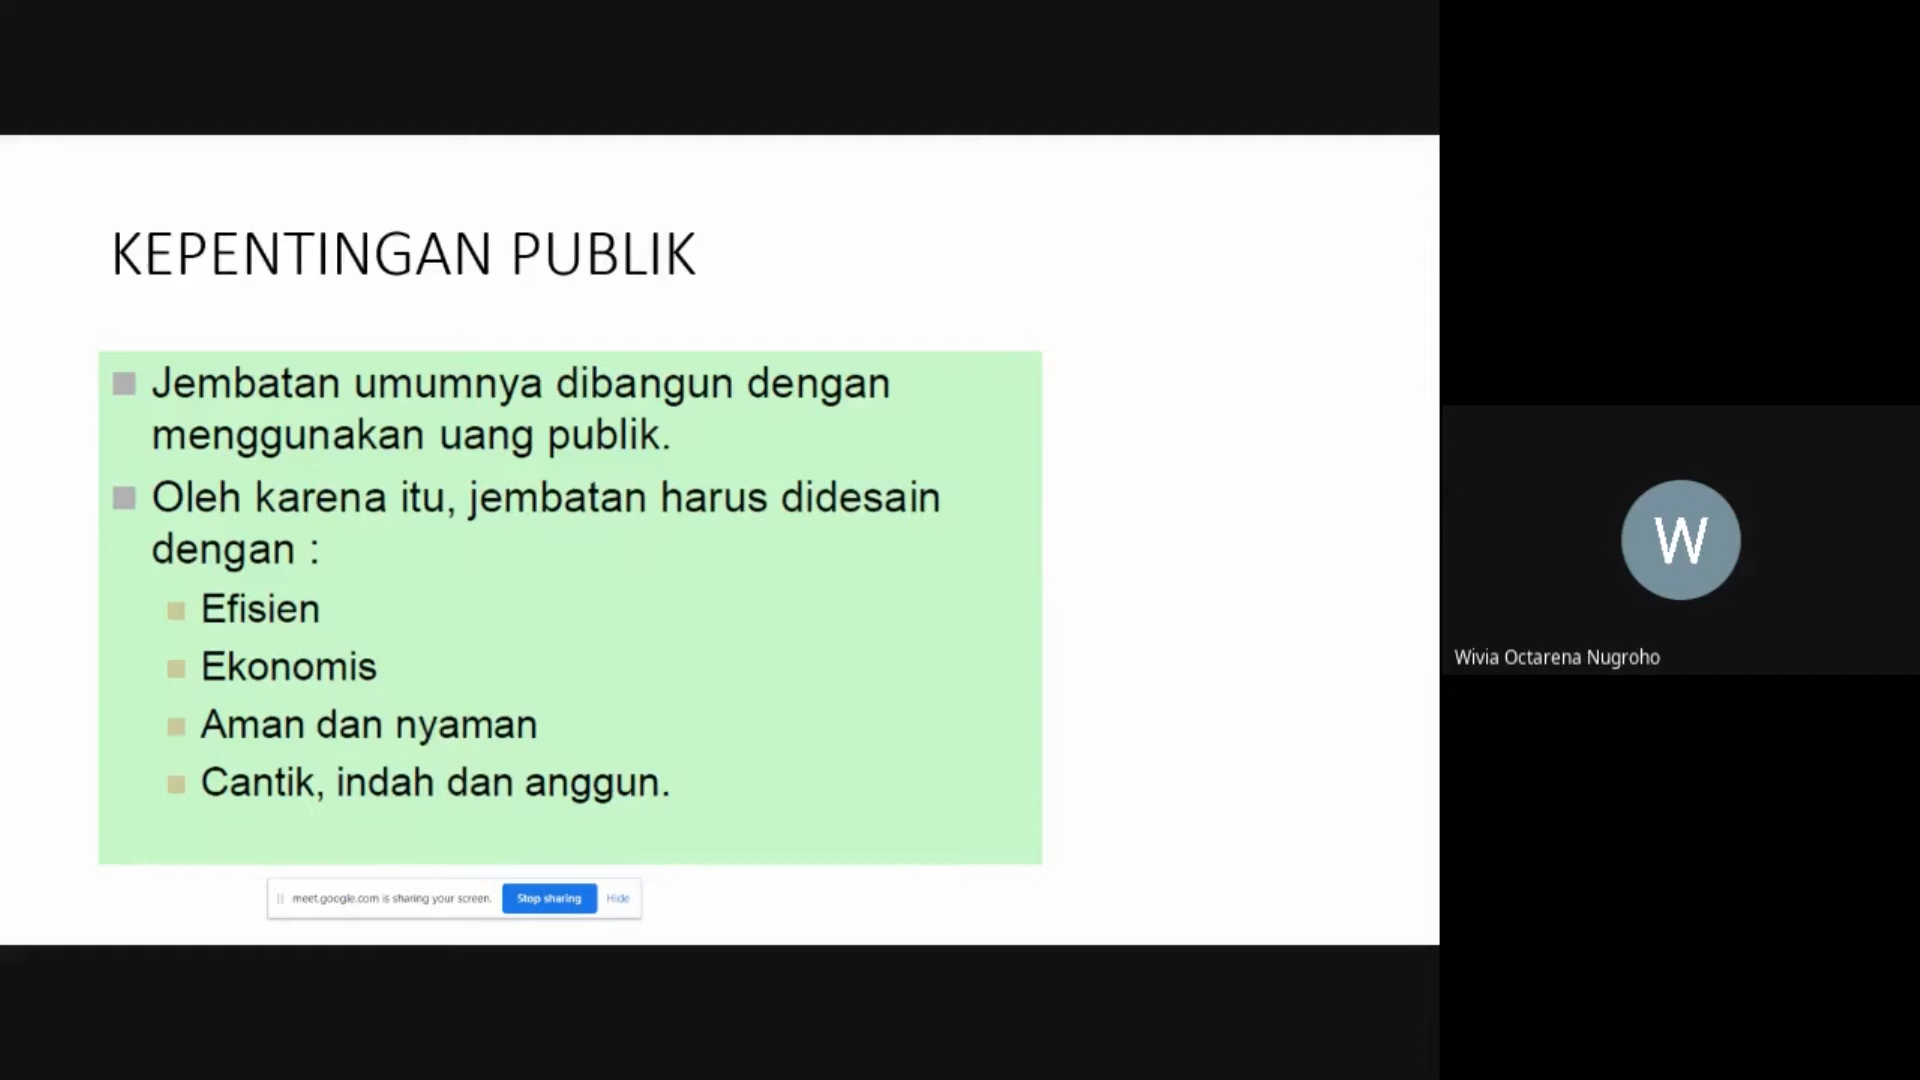 KEPENTINGAN PUBLIK
Jembatan umumnya dibangun dengan
menggunakan uang publik.
Oleh karena itu, jembatan harus didesain
dengan :
Efisien
Ekonomis
Aman dan nyaman
Cantik, indah dan anggun.
meet.google.com is sharing your screen. Stop sharing Hide
W
Wivia Octarena Nugroho